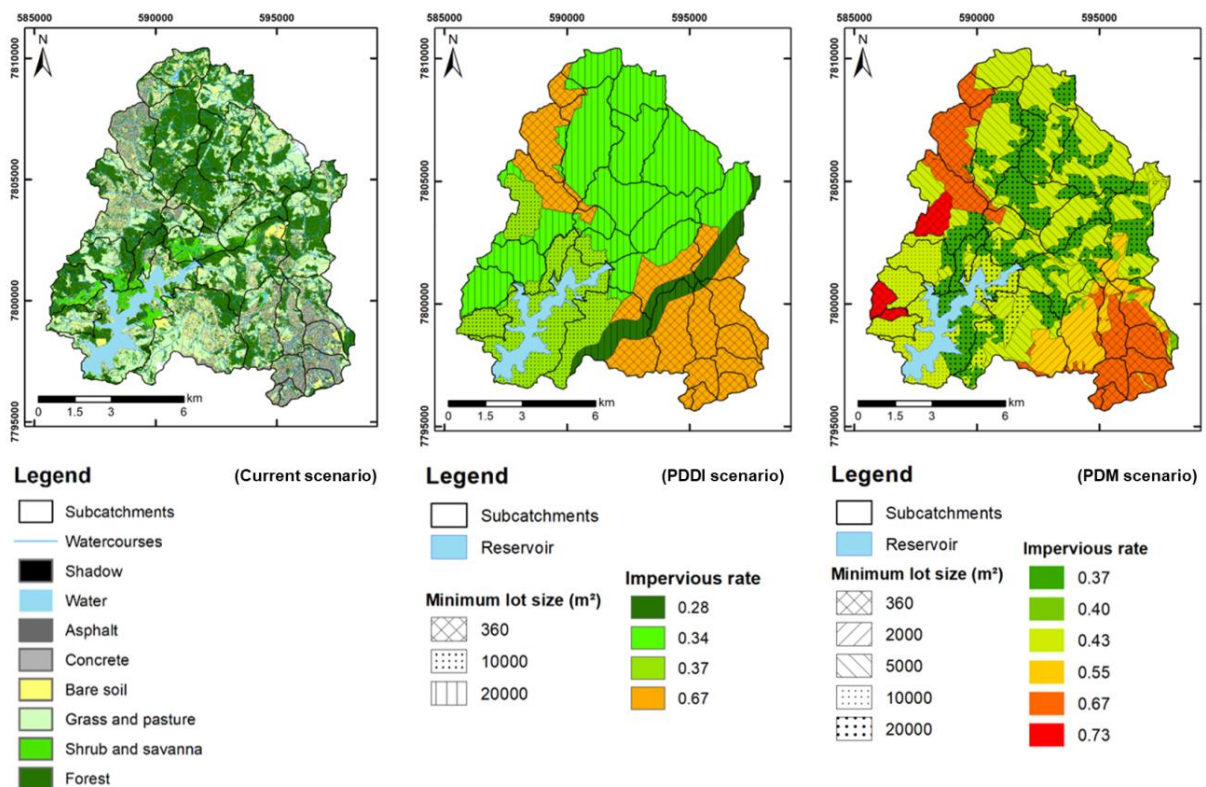 585000 590000 595000
585000 590000 595000
585000 590000 595000
N
N
N
7810000
7805000
7800000
7795000
7810000
7805000
7800000
7795000
7810000
7805000
7800000
7795000
km
0 1.5 3 6
km
0 1.5 3 6
km
0 1.5 3 6
Legend (Current scenario)
Subcatchments
Watercourses
Shadow
Water
Asphalt
Concrete
Bare soil
Grass and pasture
Shrub and savanna
Forest
Legend (PDDI scenario)
Subcatchments
Reservoir
Minimum lot size (m²)
360
10000
20000
Impervious rate
0.28
0.34
0.37
0.67
Legend (PDM scenario)
Subcatchments
Reservoir
Minimum lot size (m²)
360
2000
5000
10000
20000
Impervious rate
0.37
0.40
0.43
0.55
0.67
0.73